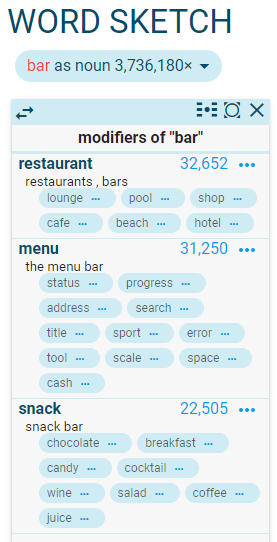 WORD SKETCH
bar as noun 3,736,180×
modifiers of "bar"
restaurant 32,652 •••
restaurants , bars
lounge ••• pool ••• shop •••
cafe ••• beach ••• hotel •••
menu 31,250 •••
the menu bar
status ••• progress •••
address ••• search •••
title ••• sport ••• error •••
tool ••• scale ••• space •••
cash •••
snack 22,505 •••
snack bar
chocolate ••• breakfast •••
candy ••• cocktail •••
wine ••• salad ••• coffee •••
juice •••